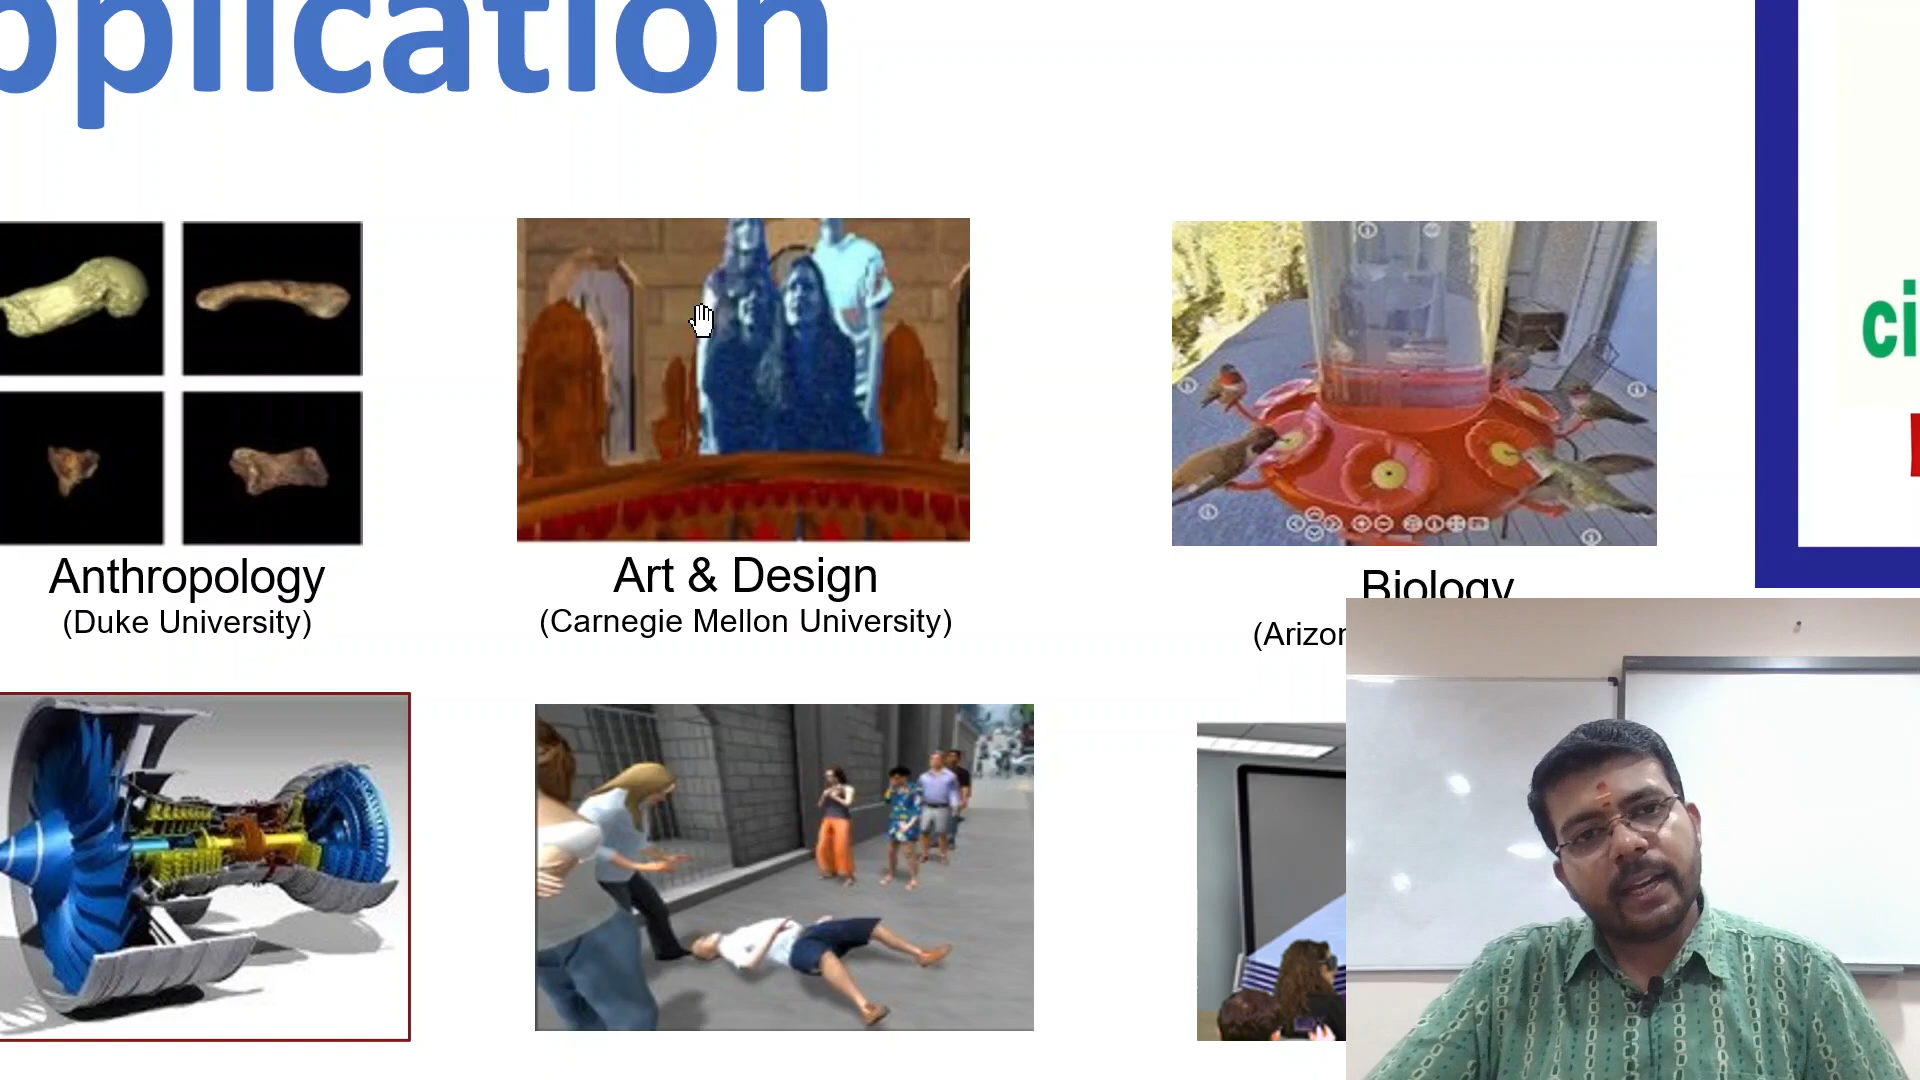 pplication
ci
Anthropology
(Duke University)
Art & Design
(Carnegie Mellon University)
Biology
(Arizon